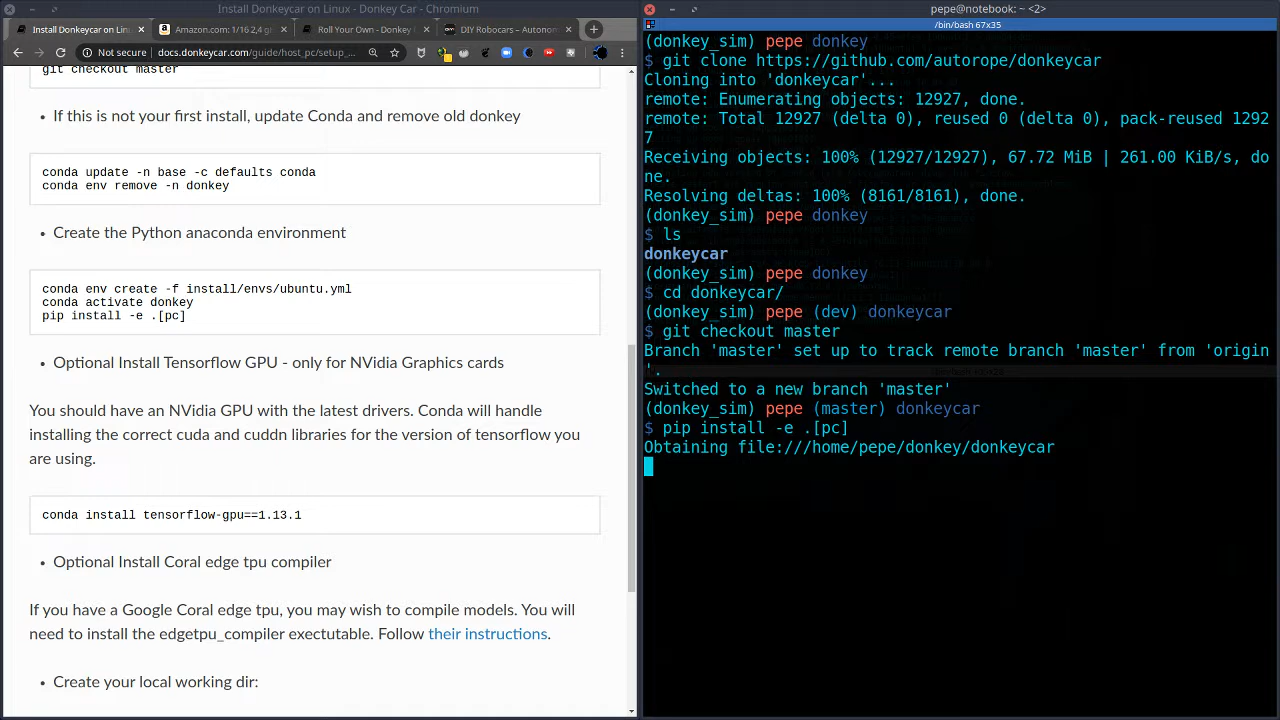 Install Donkeycar on Linux - Donkey Car - Chromium
Install Donkeycar on Linu
Amazon.com: 1/16 2,4 g
Roll Your Own - Donkey
DIY Robocars – Autonom
Not secure docs.donkeycar.com/guide/host_pc/setup_...
git checkout master
• If this is not your first install, update Conda and remove old donkey
conda update -n base -c defaults conda
conda env remove -n donkey
• Create the Python anaconda environment
conda env create -f install/envs/ubuntu.yml
conda activate donkey
pip install -e .[pc]
• Optional Install Tensorflow GPU - only for NVidia Graphics cards
You should have an NVidia GPU with the latest drivers. Conda will handle
installing the correct cuda and cuddn libraries for the version of tensorflow you
are using.
conda install tensorflow-gpu==1.13.1
• Optional Install Coral edge tpu compiler
If you have a Google Coral edge tpu, you may wish to compile models. You will
need to install the edgetpu_compiler exectutable. Follow their instructions.
• Create your local working dir:
pepe@notebook: ~ <2>
/bin/bash 67x35
(donkey_sim) pepe donkey
$ git clone https://github.com/autorope/donkeycar
Cloning into 'donkeycar'...
remote: Enumerating objects: 12927, done.
remote: Total 12927 (delta 0), reused 0 (delta 0), pack-reused 1292
7
Receiving objects: 100% (12927/12927), 67.72 MiB | 261.00 KiB/s, do
ne.
Resolving deltas: 100% (8161/8161), done.
(donkey_sim) pepe donkey
$ ls
donkeycar
(donkey_sim) pepe donkey
$ cd donkeycar/
(donkey_sim) pepe (dev) donkeycar
$ git checkout master
Branch 'master' set up to track remote branch 'master' from 'origin
'.
Switched to a new branch 'master'
(donkey_sim) pepe (master) donkeycar
$ pip install -e .[pc]
Obtaining file:///home/pepe/donkey/donkeycar